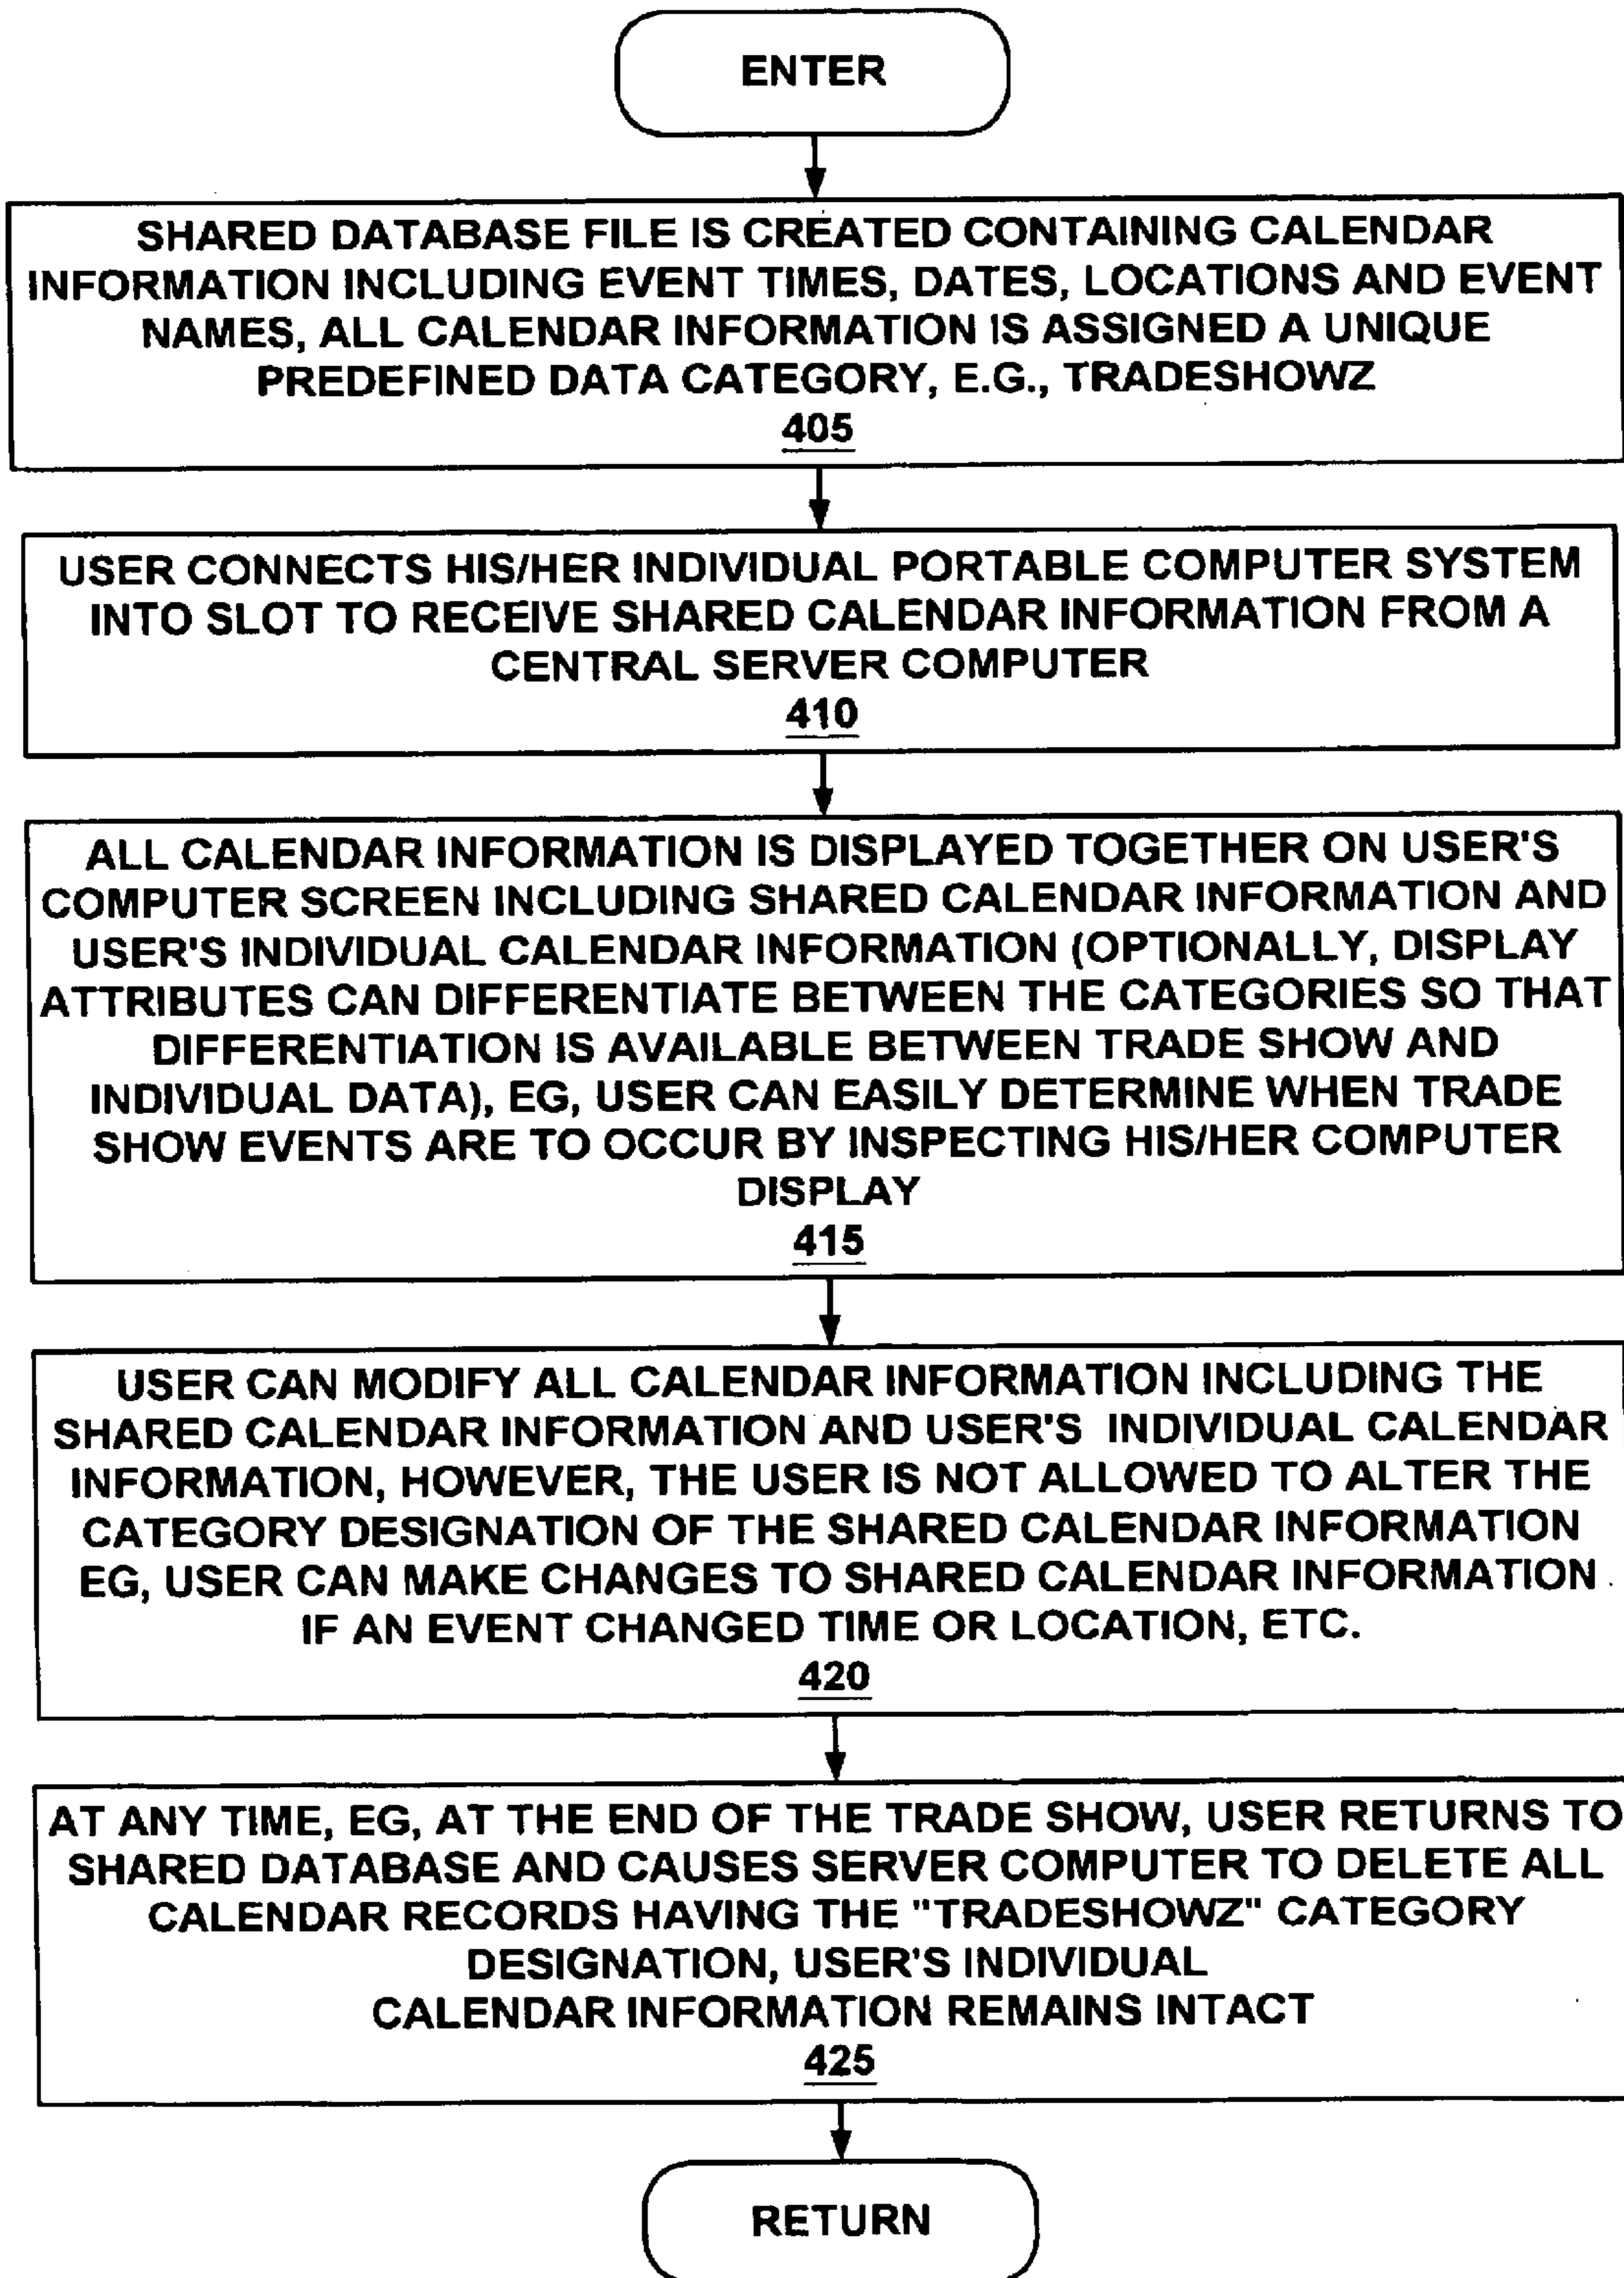 ENTER
SHARED DATABASE FILE IS CREATED CONTAINING CALENDAR
INFORMATION INCLUDING EVENT TIMES, DATES, LOCATIONS AND EVENT
NAMES, ALL CALENDAR INFORMATION IS ASSIGNED A UNIQUE
PREDEFINED DATA CATEGORY, E.G., TRADESHOWZ
405
USER CONNECTS HIS/HER INDIVIDUAL PORTABLE COMPUTER SYSTEM
INTO SLOT TO RECEIVE SHARED CALENDAR INFORMATION FROM A
CENTRAL SERVER COMPUTER
410
ALL CALENDAR INFORMATION IS DISPLAYED TOGETHER ON USER'S
COMPUTER SCREEN INCLUDING SHARED CALENDAR INFORMATION AND
USER'S INDIVIDUAL CALENDAR INFORMATION (OPTIONALLY, DISPLAY
ATTRIBUTES CAN DIFFERENTIATE BETWEEN THE CATEGORIES SO THAT
DIFFERENTIATION IS AVAILABLE BETWEEN TRADE SHOW AND
INDIVIDUAL DATA), EG, USER CAN EASILY DETERMINE WHEN TRADE
SHOW EVENTS ARE TO OCCUR BY INSPECTING HIS/HER COMPUTER
DISPLAY
415
USER CAN MODIFY ALL CALENDAR INFORMATION INCLUDING THE
SHARED CALENDAR INFORMATION AND USER'S INDIVIDUAL CALENDAR
INFORMATION, HOWEVER, THE USER IS NOT ALLOWED TO ALTER THE
CATEGORY DESIGNATION OF THE SHARED CALENDAR INFORMATION
EG, USER CAN MAKE CHANGES TO SHARED CALENDAR INFORMATION
IF AN EVENT CHANGED TIME OR LOCATION, ETC.
420
AT ANY TIME, EG, AT THE END OF THE TRADE SHOW, USER RETURNS TO
SHARED DATABASE AND CAUSES SERVER COMPUTER TO DELETE ALL
CALENDAR RECORDS HAVING THE "TRADESHOWZ" CATEGORY
DESIGNATION, USER'S INDIVIDUAL
CALENDAR INFORMATION REMAINS INTACT
425
RETURN